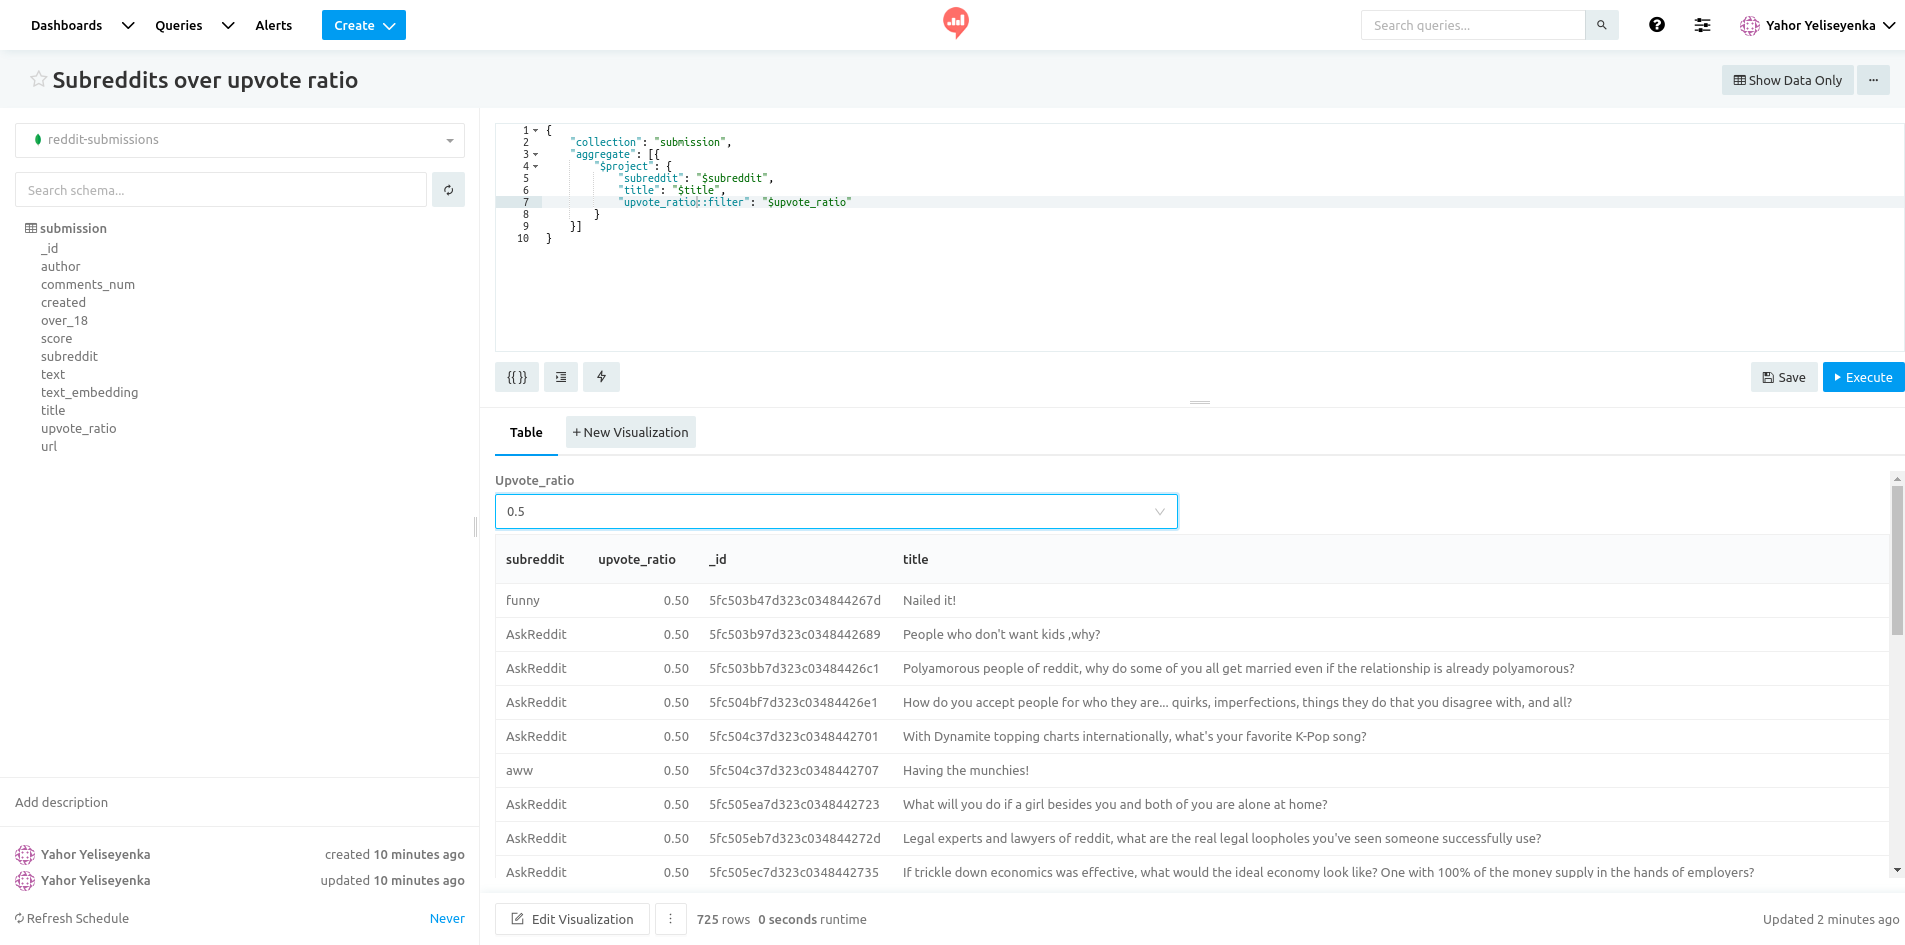 Dashboards Queries Alerts Create Search queries... Yahor Yeliseyenka
Subreddits over upvote ratio
Show Data Only ...
reddit-submissions
Search schema...
submission
_id
author
comments_num
created
over_18
score
subreddit
text
text_embedding
title
upvote_ratio
url
Add description
Yahor Yeliseyenka created 10 minutes ago
Yahor Yeliseyenka updated 10 minutes ago
Refresh Schedule Never
1 {
2 "collection": "submission",
3 "aggregate": [{
4 "$project": {
5 "subreddit": "$subreddit",
6 "title": "$title",
7 "upvote_ratio::filter": "$upvote_ratio"
8 }
9 }]
10 }
{{ }} Save Execute
Table + New Visualization
Upvote_ratio
0.5
subreddit upvote_ratio _id title
funny 0.50 5fc503b47d323c034844267d Nailed it!
AskReddit 0.50 5fc503b97d323c0348442689 People who don't want kids ,why?
AskReddit 0.50 5fc503bb7d323c03484426c1 Polyamorous people of reddit, why do some of you all get married even if the relationship is already polyamorous?
AskReddit 0.50 5fc504bf7d323c03484426e1 How do you accept people for who they are... quirks, imperfections, things they do that you disagree with, and all?
AskReddit 0.50 5fc504c37d323c0348442701 With Dynamite topping charts internationally, what's your favorite K-Pop song?
aww 0.50 5fc504c37d323c0348442707 Having the munchies!
AskReddit 0.50 5fc505ea7d323c0348442723 What will you do if a girl besides you and both of you are alone at home?
AskReddit 0.50 5fc505eb7d323c034844272d Legal experts and lawyers of reddit, what are the real legal loopholes you've seen someone successfully use?
AskReddit 0.50 5fc505ec7d323c0348442735 If trickle down economics was effective, what would the ideal economy look like? One with 100% of the money supply in the hands of employers?
Edit Visualization 725 rows 0 seconds runtime Updated 2 minutes ago